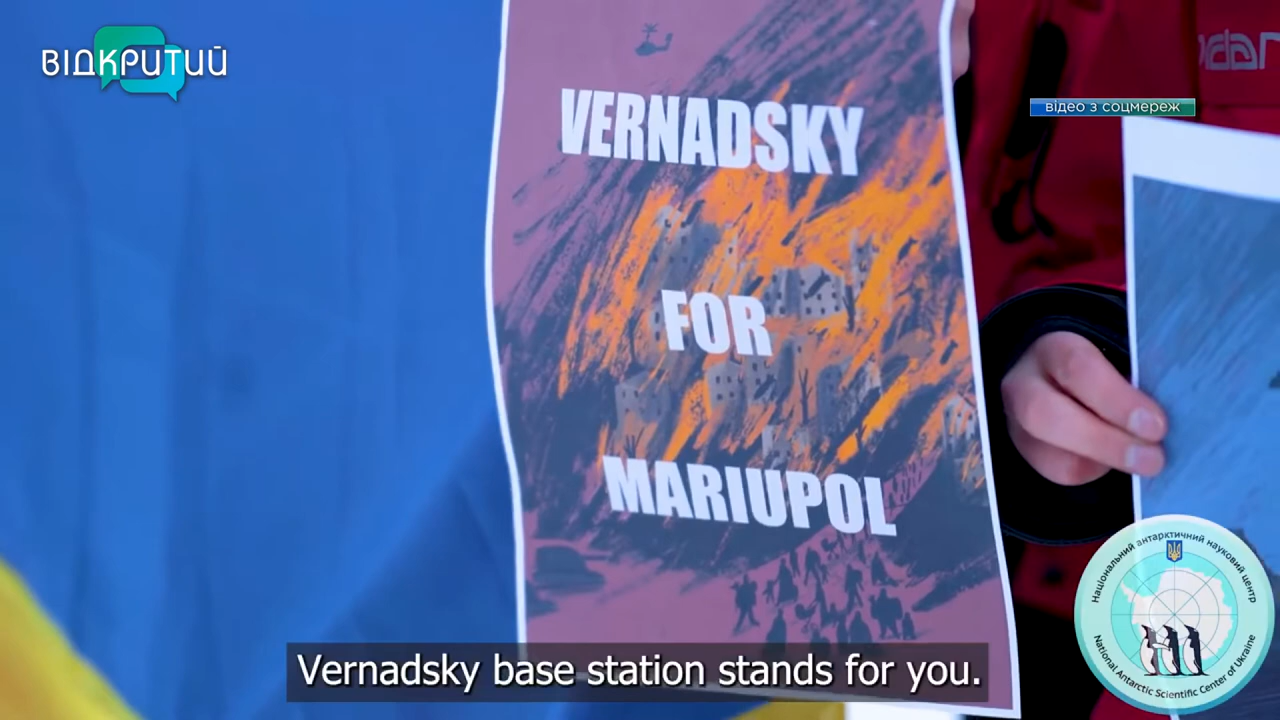 ВІДКРИТИЙ
відео з соцмереж
VERNADSKY
FOR
MARIUPOL
Національний антарктичний науковий центр
National Antarctic Scientific Center of Ukraine
Vernadsky base station stands for you.